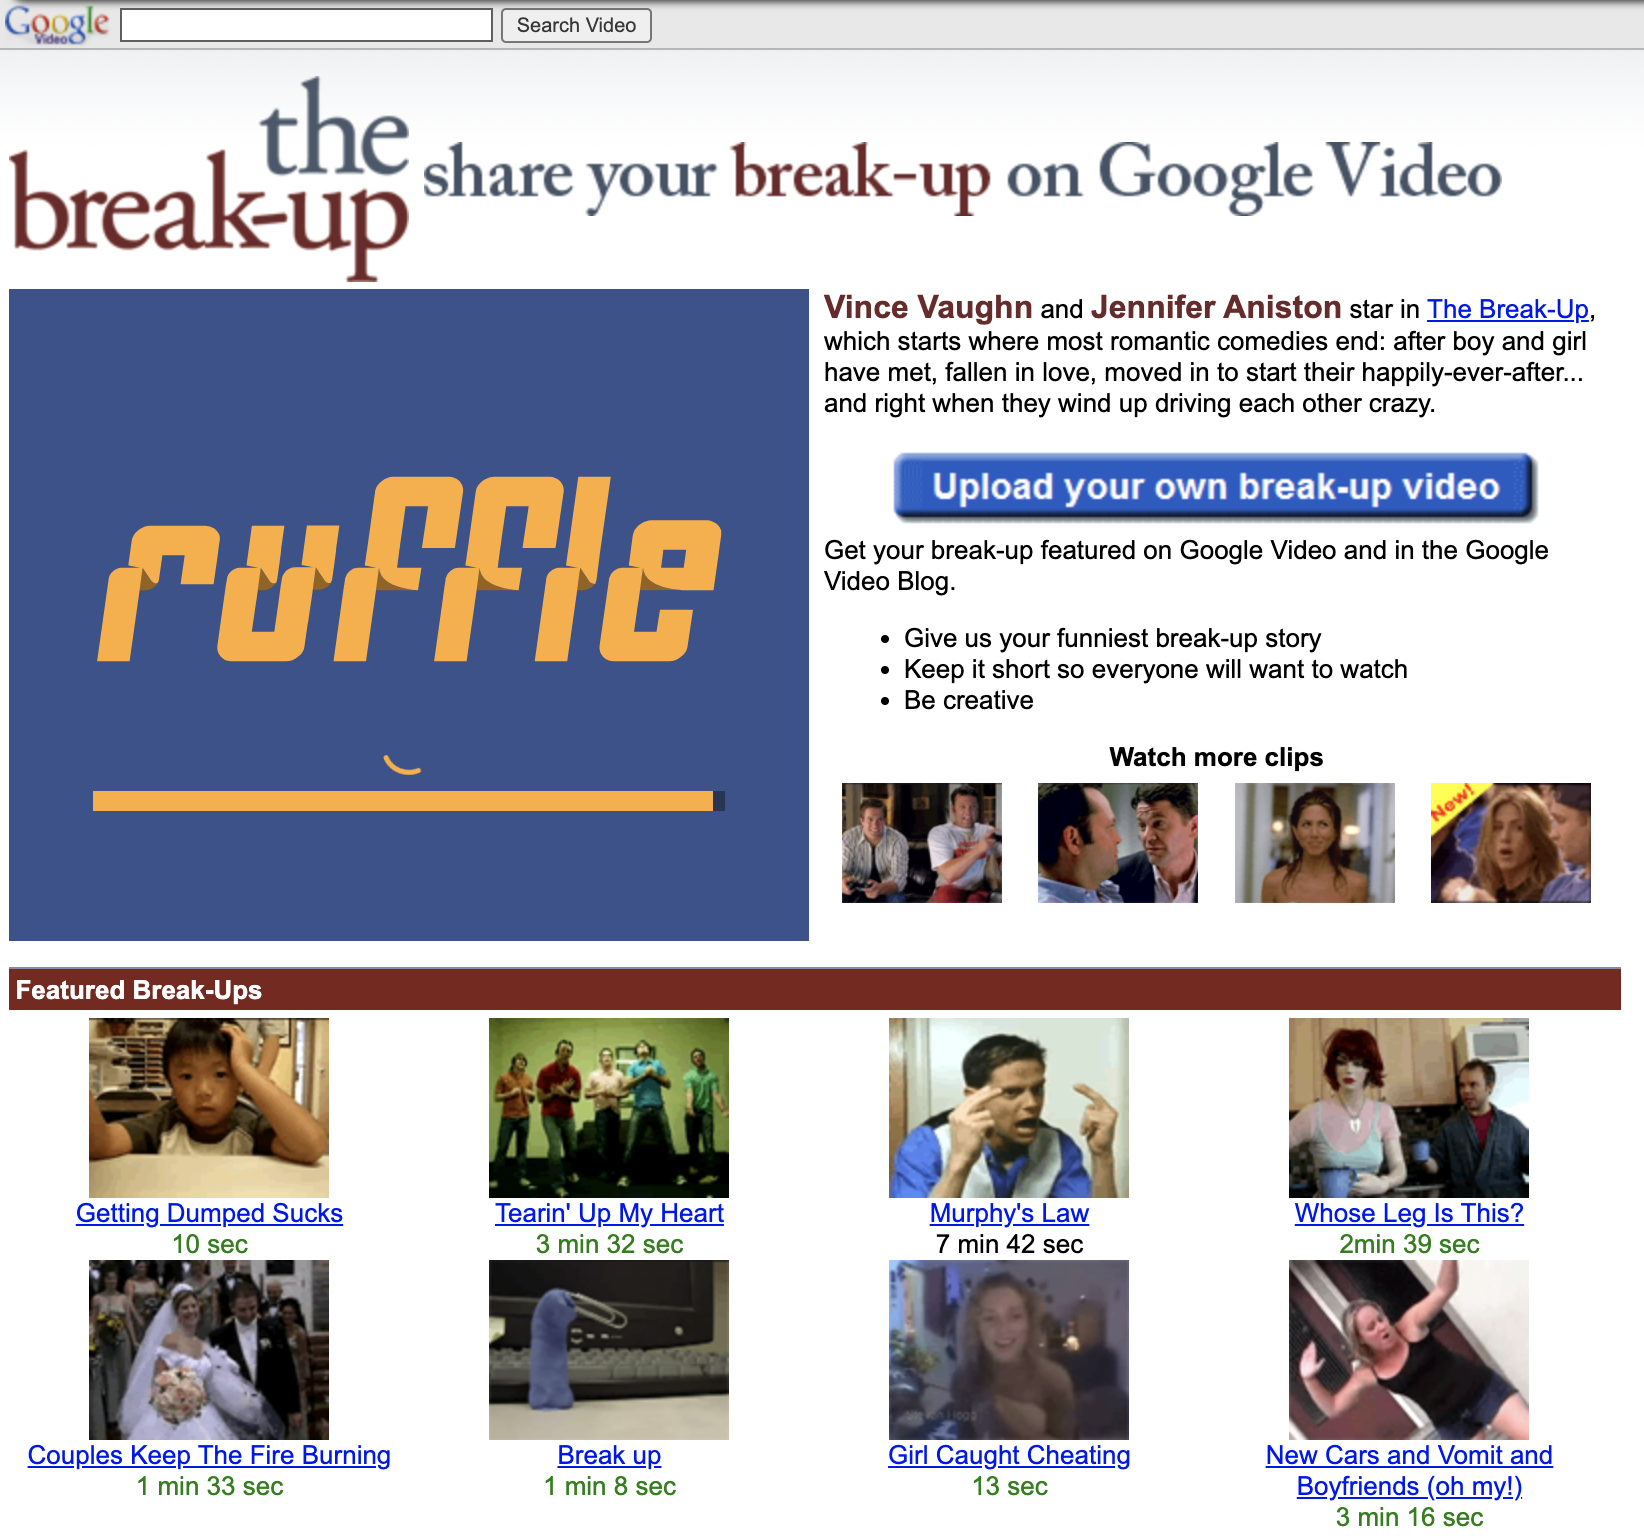 Google
Video
Search Video
the
break-up
share your break-up on Google Video
ruffle
Vince Vaughn and Jennifer Aniston star in The Break-Up,
which starts where most romantic comedies end: after boy and girl
have met, fallen in love, moved in to start their happily-ever-after...
and right when they wind up driving each other crazy.
Upload your own break-up video
Get your break-up featured on Google Video and in the Google
Video Blog.
Give us your funniest break-up story
Keep it short so everyone will want to watch
Be creative
Watch more clips
New!
Featured Break-Ups
Getting Dumped Sucks
10 sec
Tearin' Up My Heart
3 min 32 sec
Murphy's Law
7 min 42 sec
Whose Leg Is This?
2min 39 sec
Couples Keep The Fire Burning
1 min 33 sec
Break up
1 min 8 sec
Girl Caught Cheating
13 sec
New Cars and Vomit and
Boyfriends (oh my!)
3 min 16 sec